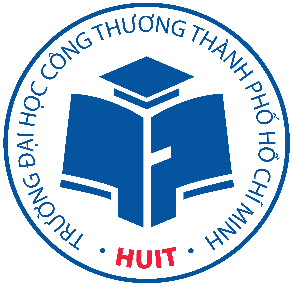 TRƯỜNG ĐẠI HỌC CÔNG THƯƠNG THÀNH PHỐ HỒ CHÍ MINH
HUIT